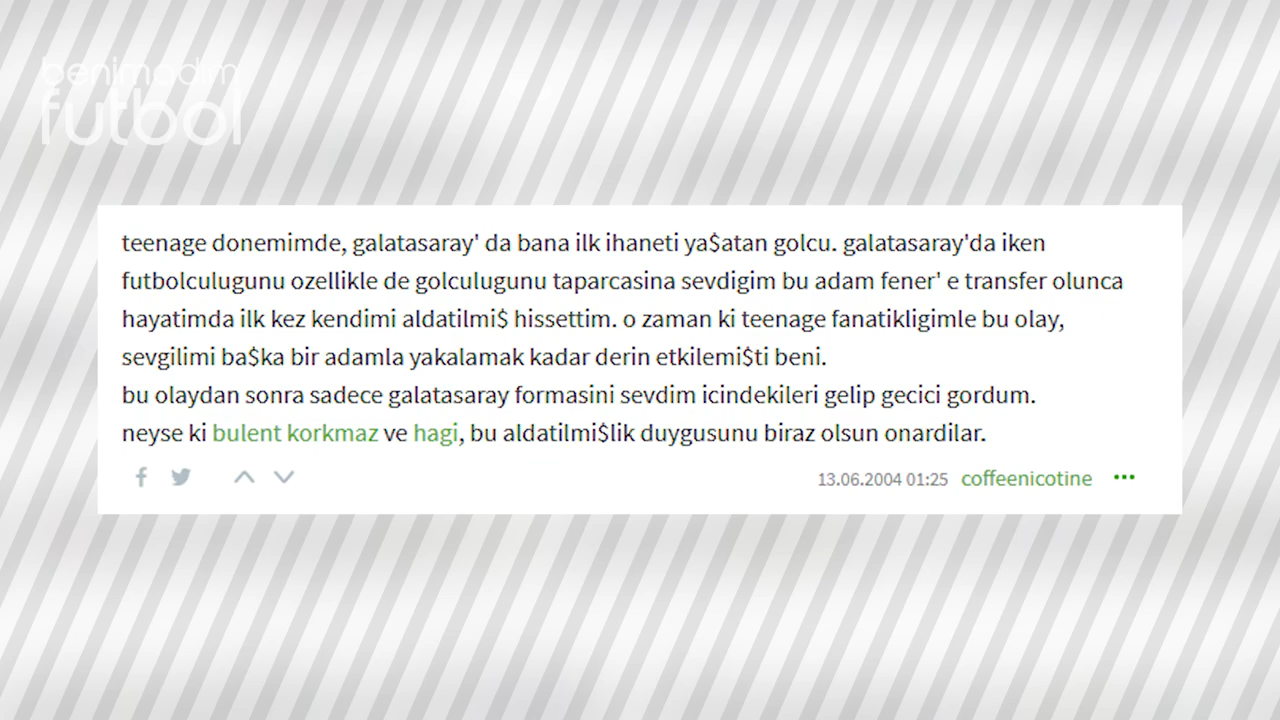 benimadım
futbol
teenage donemimde, galatasaray' da bana ilk ihaneti ya$atan golcu. galatasaray'da iken
futbolculugunu ozellikle de golculugunu taparcasina sevdigim bu adam fener' e transfer olunca
hayatimda ilk kez kendimi aldatilmi$ hissettim. o zaman ki teenage fanatikligimle bu olay,
sevgilimi ba$ka bir adamla yakalamak kadar derin etkilemi$ti beni.
bu olaydan sonra sadece galatasaray formasini sevdim icindekileri gelip gecici gordum.
neyse ki bulent korkmaz ve hagi, bu aldatilmi$lik duygusunu biraz olsun onardilar.
13.06.2004 01:25 coffeenicotine